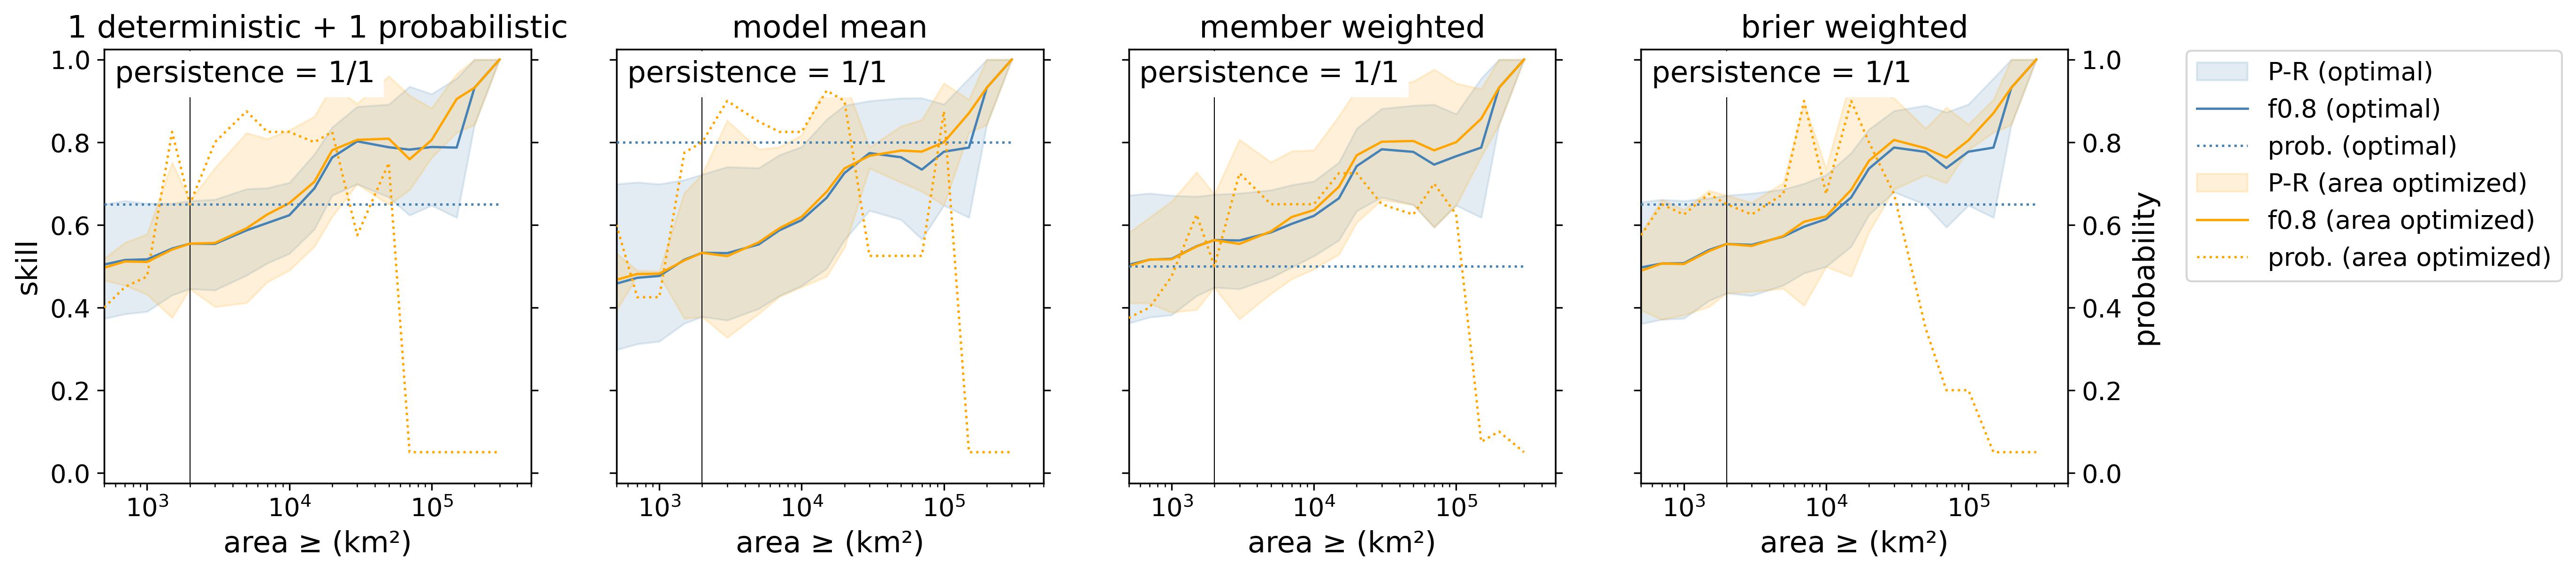 1 deterministic + 1 probabilistic
model mean
member weighted
brier weighted
persistence = 1/1
persistence = 1/1
persistence = 1/1
persistence = 1/1
skill
1.0
0.8
0.6
0.4
0.2
0.0
10³ 10⁴ 10⁵
10³ 10⁴ 10⁵
10³ 10⁴ 10⁵
10³ 10⁴ 10⁵
area ≥ (km²)
area ≥ (km²)
area ≥ (km²)
area ≥ (km²)
1.0
0.8
0.6
0.4
0.2
0.0
probability
P-R (optimal)
f0.8 (optimal)
prob. (optimal)
P-R (area optimized)
f0.8 (area optimized)
prob. (area optimized)